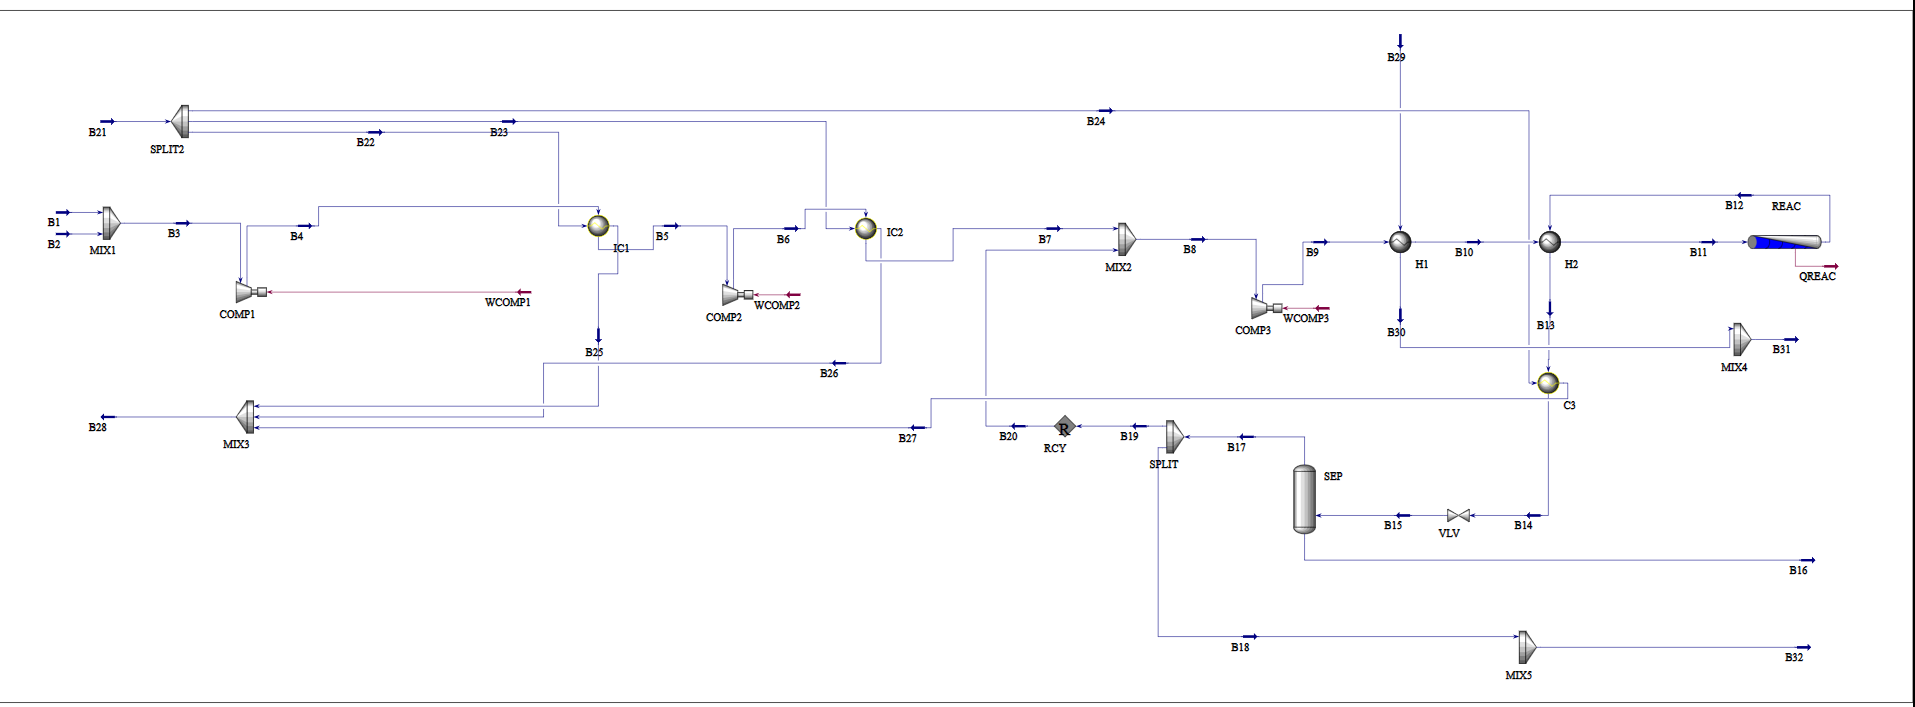 B29
B21
SPLIT2
B22
B23
B24
B12
REAC
B1
B2
MIX1
B3
B4
IC1
B5
B6
IC2
B7
MIX2
B8
B9
H1
B10
H2
B11
QREAC
COMP1
WCOMP1
COMP2
WCOMP2
COMP3
WCOMP3
B30
B13
B31
MIX4
B25
B26
C3
B28
MIX3
B27
B20
R
RCY
B19
SPLIT
B17
SEP
B15
VLV
B14
B16
B18
MIX5
B32